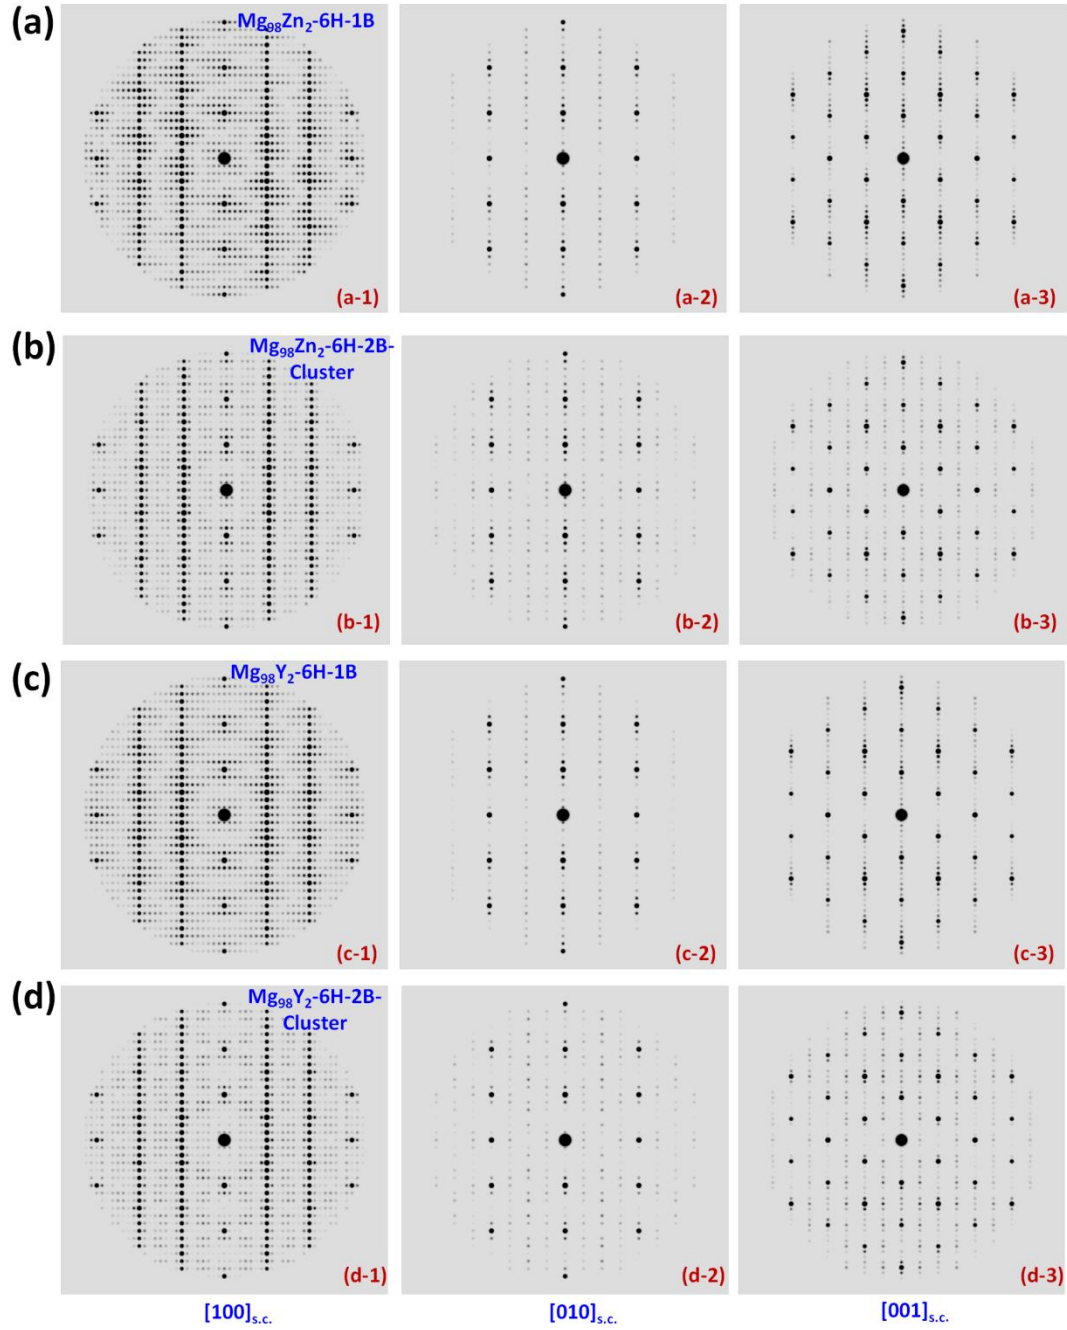 (a)
Mg₉₈Zn₂-6H-1B
(a-1)
(a-2)
(a-3)
(b)
Mg₉₈Zn₂-6H-2B-
Cluster
(b-1)
(b-2)
(b-3)
(c)
Mg₉₈Y₂-6H-1B
(c-1)
(c-2)
(c-3)
(d)
Mg₉₈Y₂-6H-2B-
Cluster
(d-1)
(d-2)
(d-3)
[100]s.c.
[010]s.c.
[001]s.c.